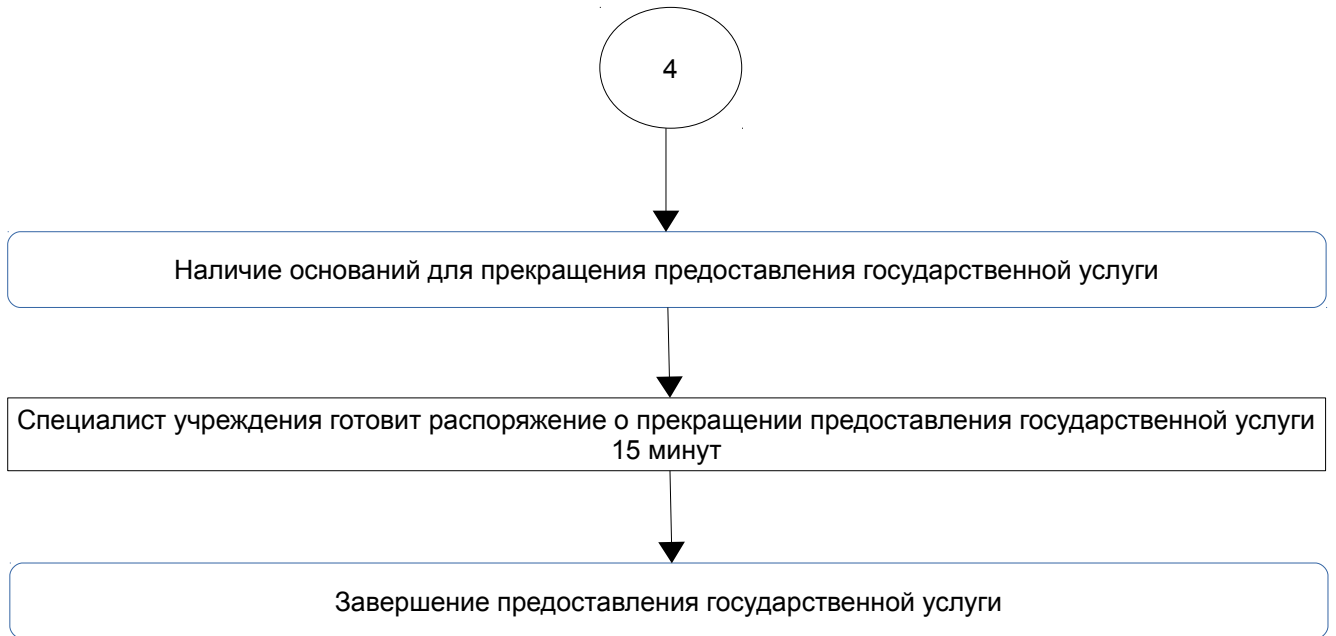 4
Наличие оснований для прекращения предоставления государственной услуги
Специалист учреждения готовит распоряжение о прекращении предоставления государственной услуги
15 минут
Завершение предоставления государственной услуги